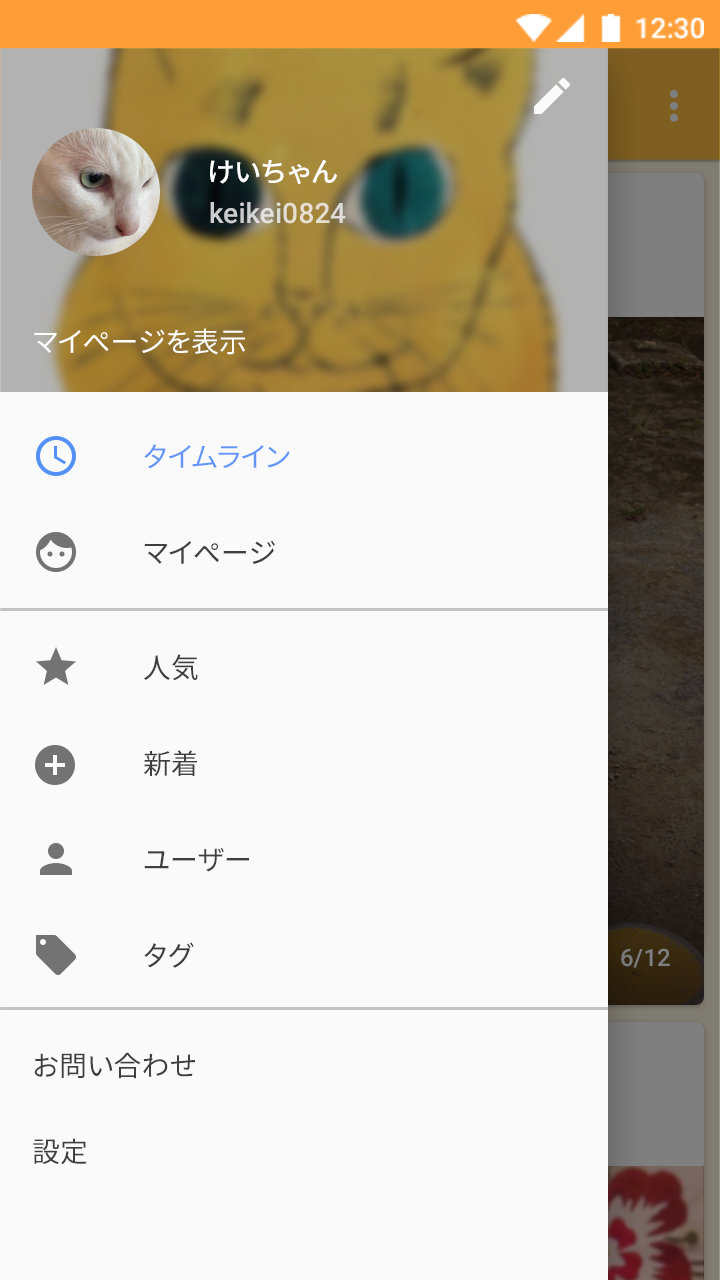 12:30
けいちゃん
keikei0824
マイページを表示
タイムライン
マイページ
人気
新着
ユーザー
タグ
6/12
お問い合わせ
設定